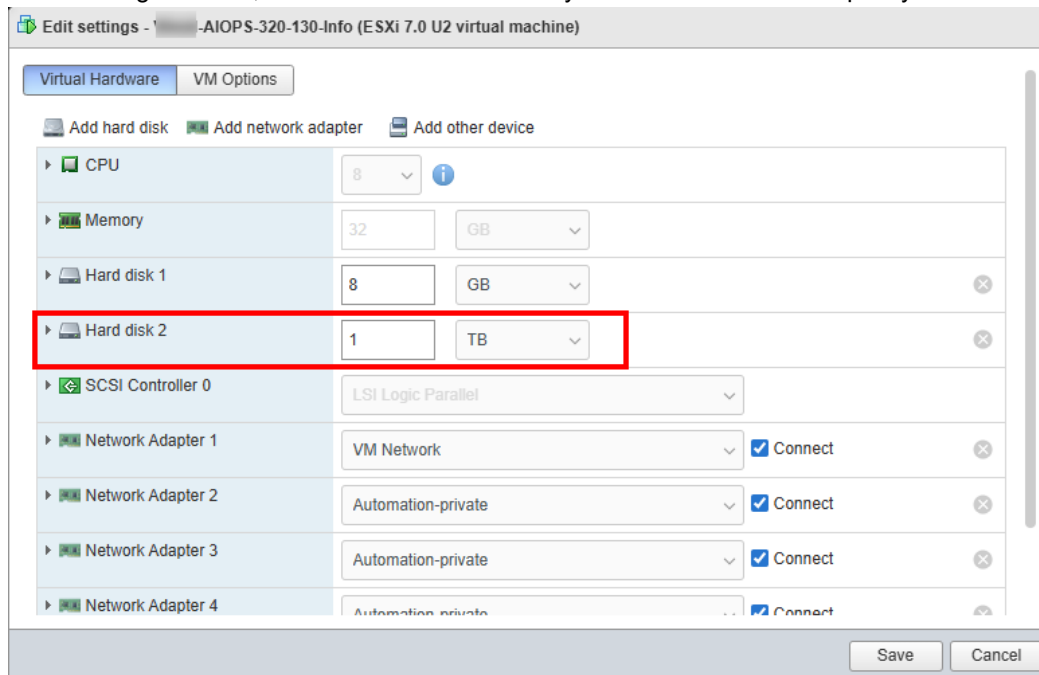 Edit settings - -AIOPS-320-130-Info (ESXi 7.0 U2 virtual machine)
Virtual Hardware VM Options
Add hard disk Add network adapter Add other device
CPU 8
Memory 32 GB
Hard disk 1 8 GB
Hard disk 2 1 TB
SCSI Controller 0 LSI Logic Parallel
Network Adapter 1 VM Network Connect
Network Adapter 2 Automation-private Connect
Network Adapter 3 Automation-private Connect
Network Adapter 4 Automation-private Connect
Save Cancel